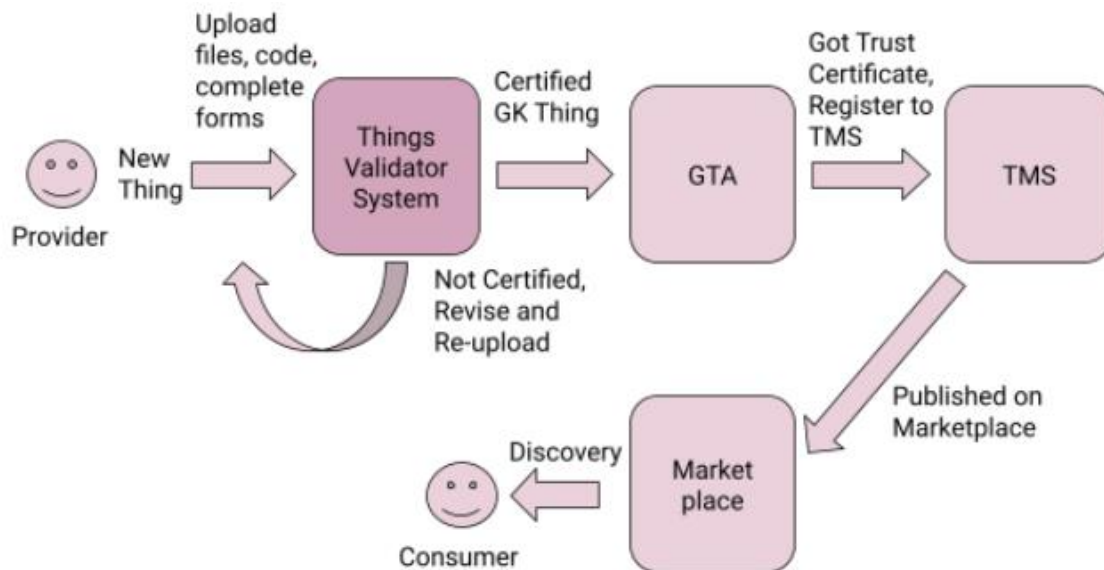 Upload
files, code,
complete
forms
New
Thing
Provider
Things
Validator
System
Certified
GK Thing
GTA
Got Trust
Certificate,
Register to
TMS
TMS
Not Certified,
Revise and
Re-upload
Published on
Marketplace
Market
place
Discovery
Consumer